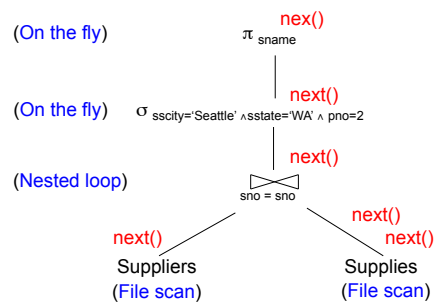 nex()
(On the fly) π sname
next()
(On the fly) σ sscity='Seattle' ∧sstate='WA' ∧ pno=2
next()
(Nested loop)
sno = sno
next()
next() next()
Suppliers Supplies
(File scan) (File scan)